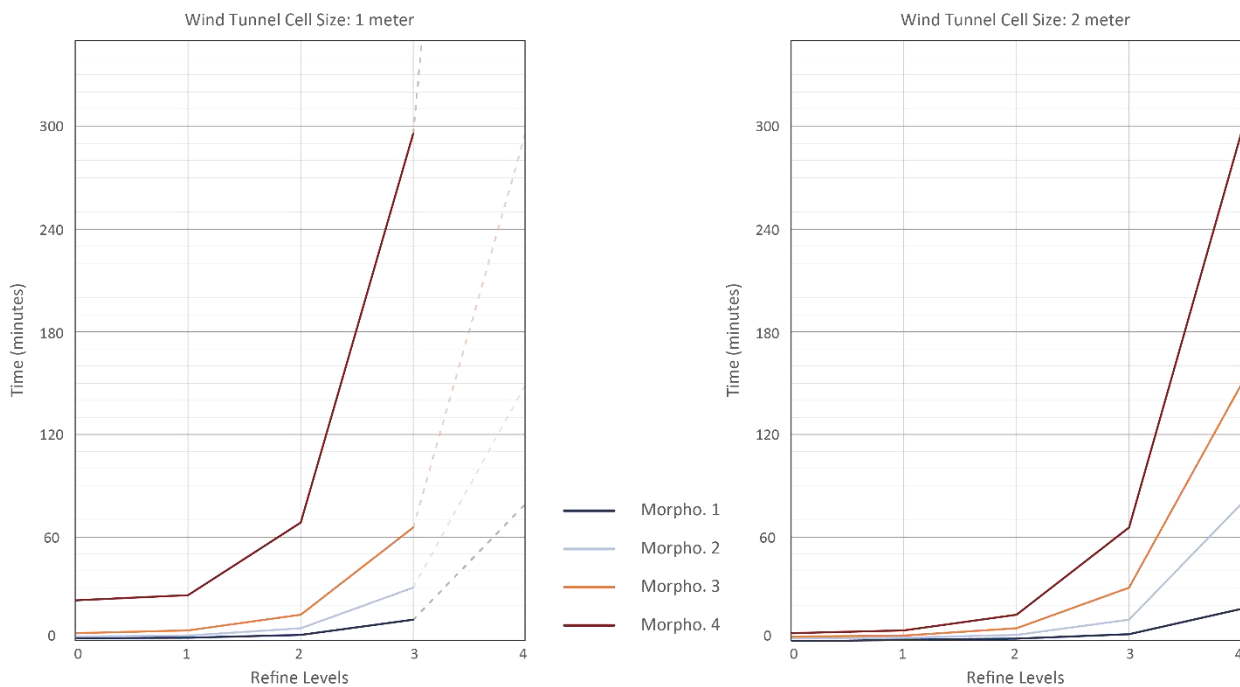 Wind Tunnel Cell Size: 1 meter
Time (minutes)
300
240
180
120
60
0
0 1 2 3 4
Refine Levels
Morpho. 1
Morpho. 2
Morpho. 3
Morpho. 4
Wind Tunnel Cell Size: 2 meter
Time (minutes)
300
240
180
120
60
0
0 1 2 3 4
Refine Levels